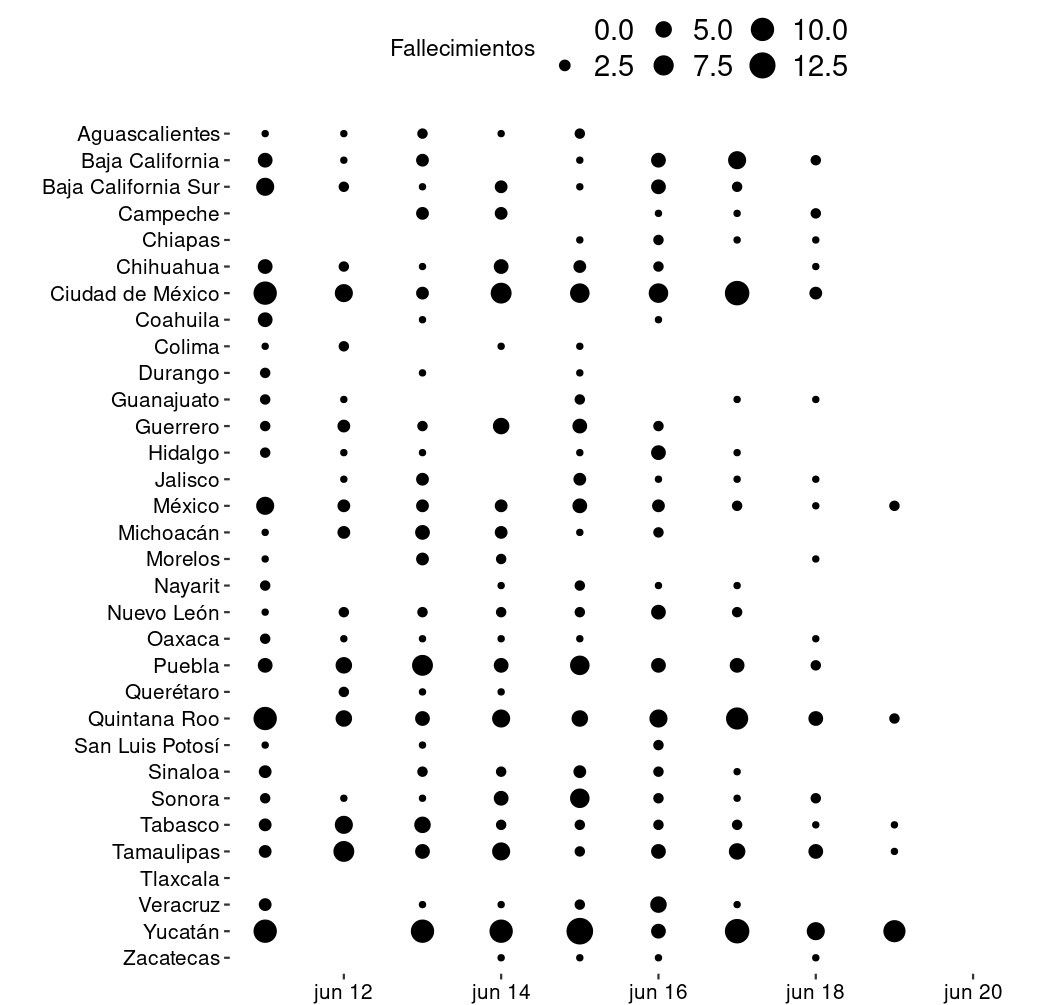 Fallecimientos
0.0 5.0 10.0
2.5 7.5 12.5
Aguascalientes
Baja California
Baja California Sur
Campeche
Chiapas
Chihuahua
Ciudad de México
Coahuila
Colima
Durango
Guanajuato
Guerrero
Hidalgo
Jalisco
México
Michoacán
Morelos
Nayarit
Nuevo León
Oaxaca
Puebla
Querétaro
Quintana Roo
San Luis Potosí
Sinaloa
Sonora
Tabasco
Tamaulipas
Tlaxcala
Veracruz
Yucatán
Zacatecas
jun 12 jun 14 jun 16 jun 18 jun 20